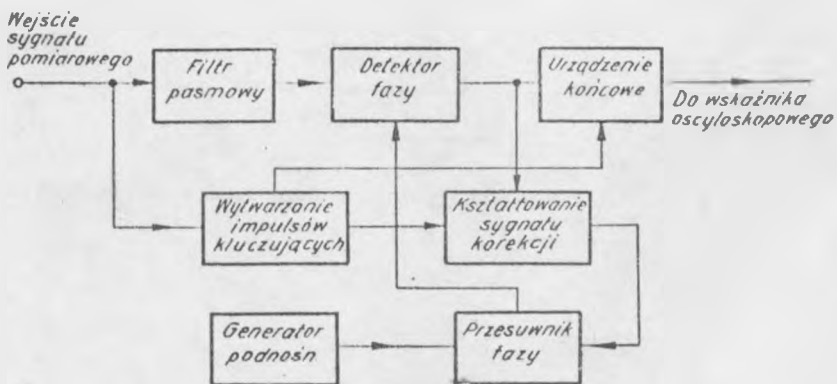 Wejście
sygnału
pomiarowego
Filtr
pasmowy
Detektor
fazy
Urządzenie
końcowe
Do wskaźnika
oscyloskopowego
Wytwarzanie
impulsów
kluczujących
Kształtowanie
sygnału
korekcji
Generator
podnośn
Przesuwnik
fazy